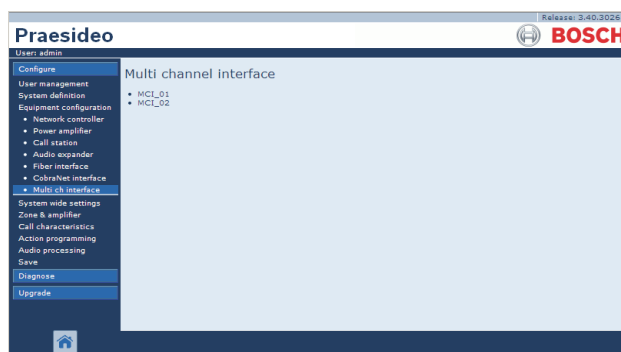 Release: 3.40.3026
Praesideo
BOSCH
User: admin
Configure
User management
System definition
Equipment configuration
• Network controller
• Power amplifier
• Call station
• Audio expander
• Fiber interface
• CobraNet interface
• Multi ch interface
System wide settings
Zone & amplifier
Call characteristics
Action programming
Audio processing
Save
Diagnose
Upgrade
Multi channel interface
• MCI_01
• MCI_02